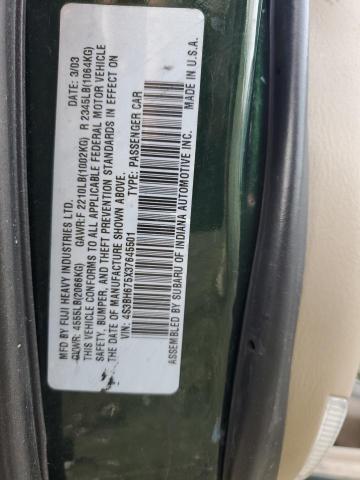 MFD BY FUJI HEAVY INDUSTRIES LTD. DATE: 3/03
GVWR: 4555LB(2066KG) GAWR:F 2210LB(1002KG) R 2345LB(1064KG)
THIS VEHICLE CONFORMS TO ALL APPLICABLE FEDERAL MOTOR VEHICLE
SAFETY, BUMPER, AND THEFT PREVENTION STANDARDS IN EFFECT ON
THE DATE OF MANUFACTURE SHOWN ABOVE.
VIN: 4S3BH675X37645501 TYPE: PASSENGER CAR
ASSEMBLED BY SUBARU OF INDIANA AUTOMOTIVE INC. MADE IN U.S.A.